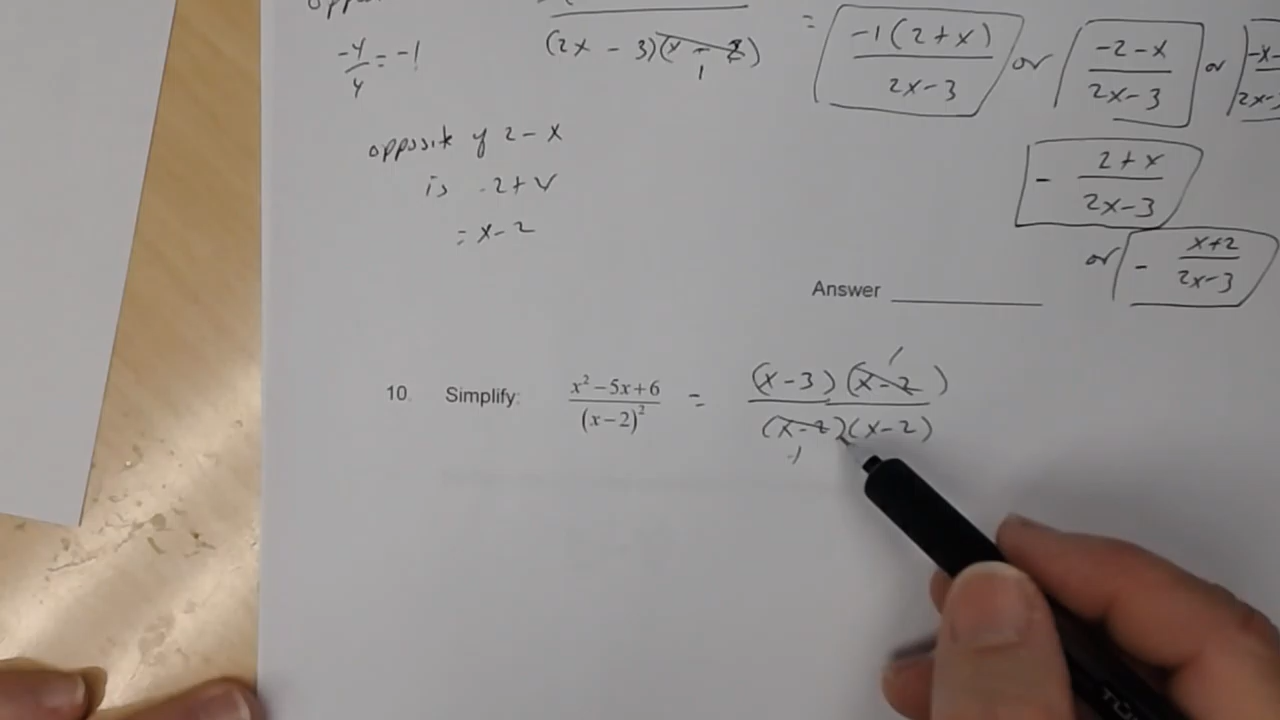 (2x - 3)(x - 2)
1
= -1(2+x) / 2x-3 or -2-x / 2x-3 or
-4/4 = -1
opposite of 2-x
is -2+x
= x-2
- 2+x / 2x-3
or - x+2 / 2x-3
Answer ________
10. Simplify: x²-5x+6 / (x-2)² = (x-3)(x-2) / (x-2)(x-2)
1